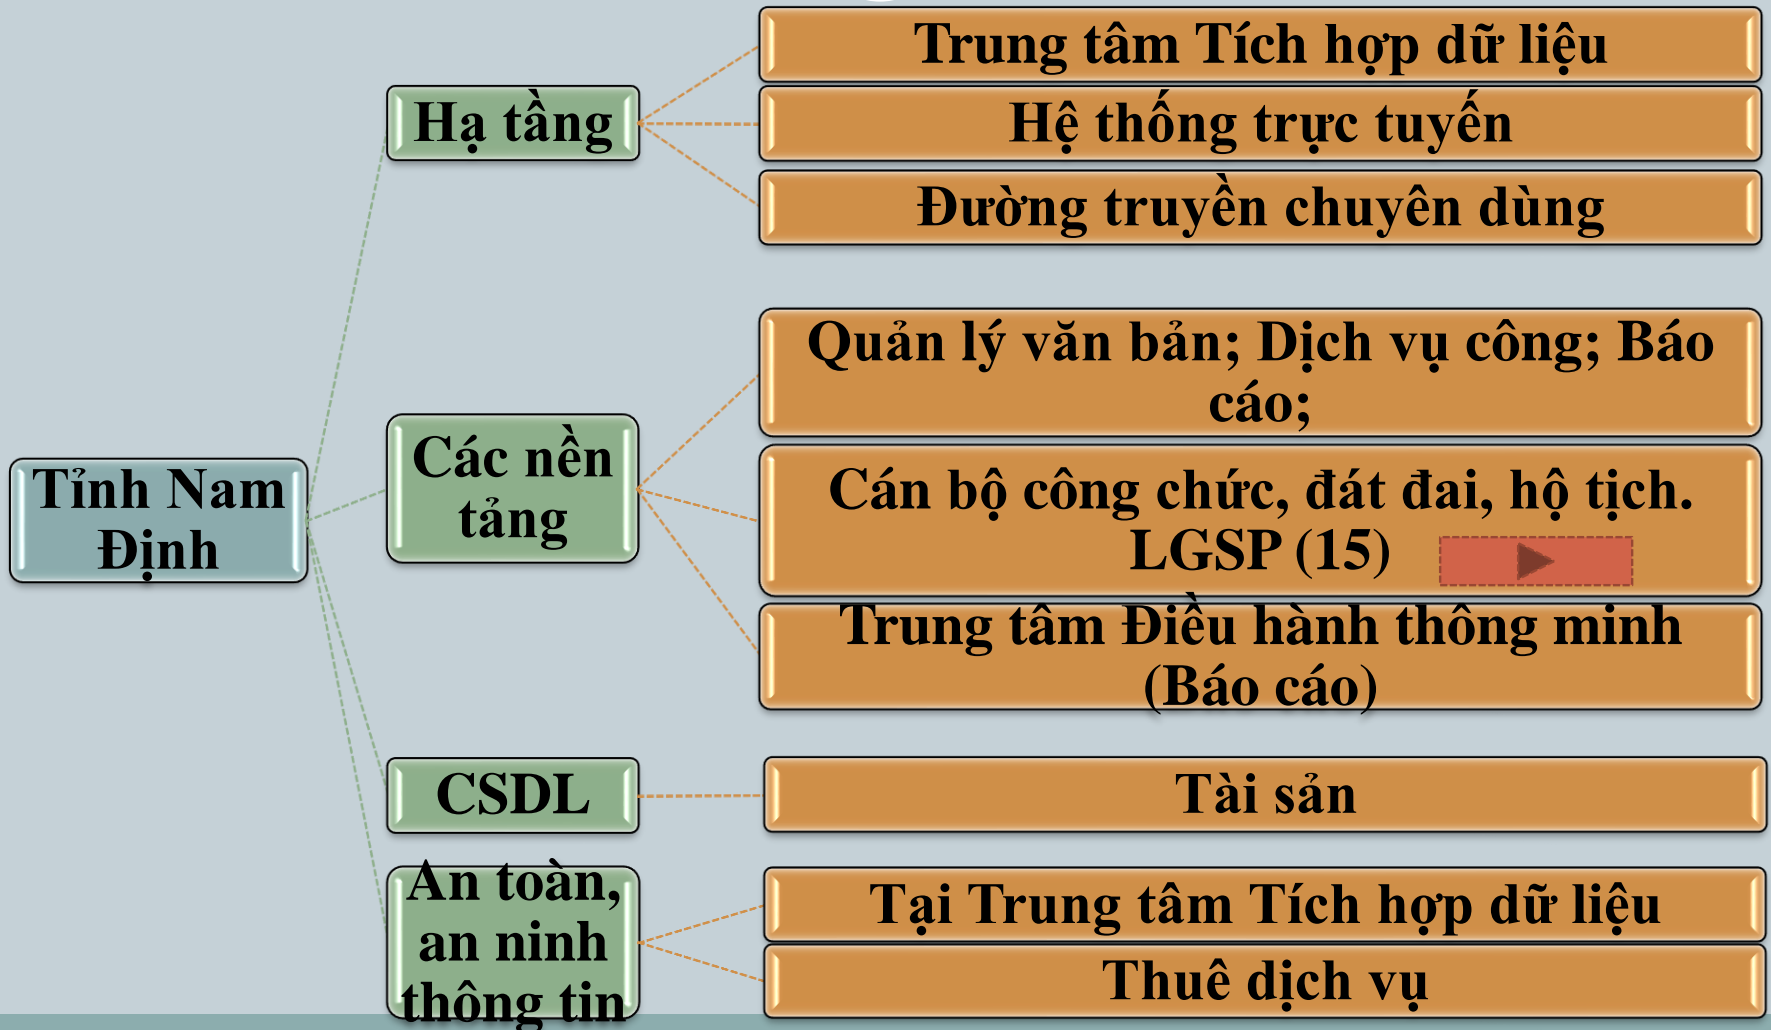 Tỉnh Nam
Định
Hạ tầng
Trung tâm Tích hợp dữ liệu
Hệ thống trực tuyến
Đường truyền chuyên dùng
Các nền
tảng
Quản lý văn bản; Dịch vụ công; Báo
cáo;
Cán bộ công chức, đát đai, hộ tịch.
LGSP (15)
Trung tâm Điều hành thông minh
(Báo cáo)
CSDL
Tài sản
An toàn,
an ninh
thông tin
Tại Trung tâm Tích hợp dữ liệu
Thuê dịch vụ